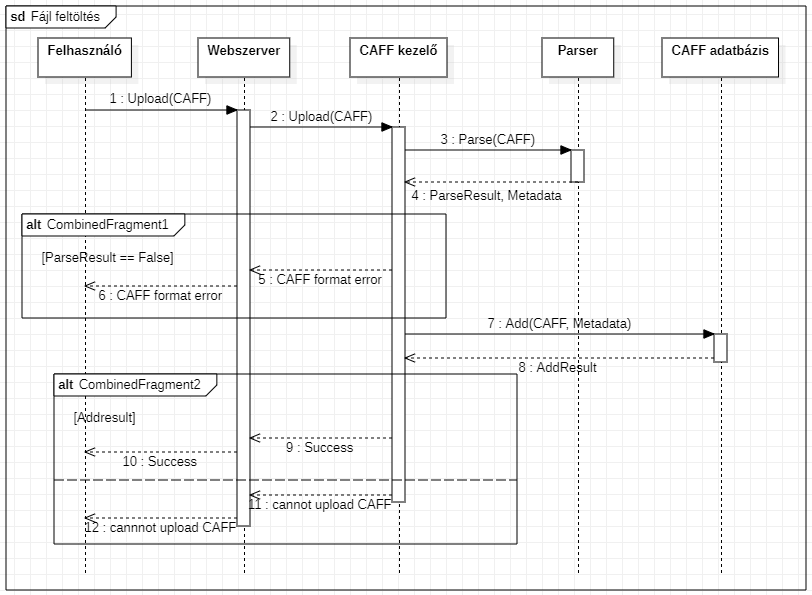 sd Fájl feltöltés
Felhasználó
Webszerver
CAFF kezelő
Parser
CAFF adatbázis
1 : Upload(CAFF)
2 : Upload(CAFF)
3 : Parse(CAFF)
4 : ParseResult, Metadata
alt CombinedFragment1
[ParseResult == False]
5 : CAFF format error
6 : CAFF format error
7 : Add(CAFF, Metadata)
8 : AddResult
alt CombinedFragment2
[Addresult]
9 : Success
10 : Success
11 : cannot upload CAFF
12 : cannnot upload CAFF